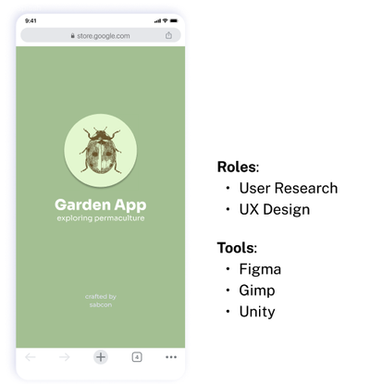 9:41
store.google.com
Garden App
exploring permaculture
crafted by
satvcon
4
Roles:
• User Research
• UX Design
Tools:
• Figma
• Gimp
• Unity